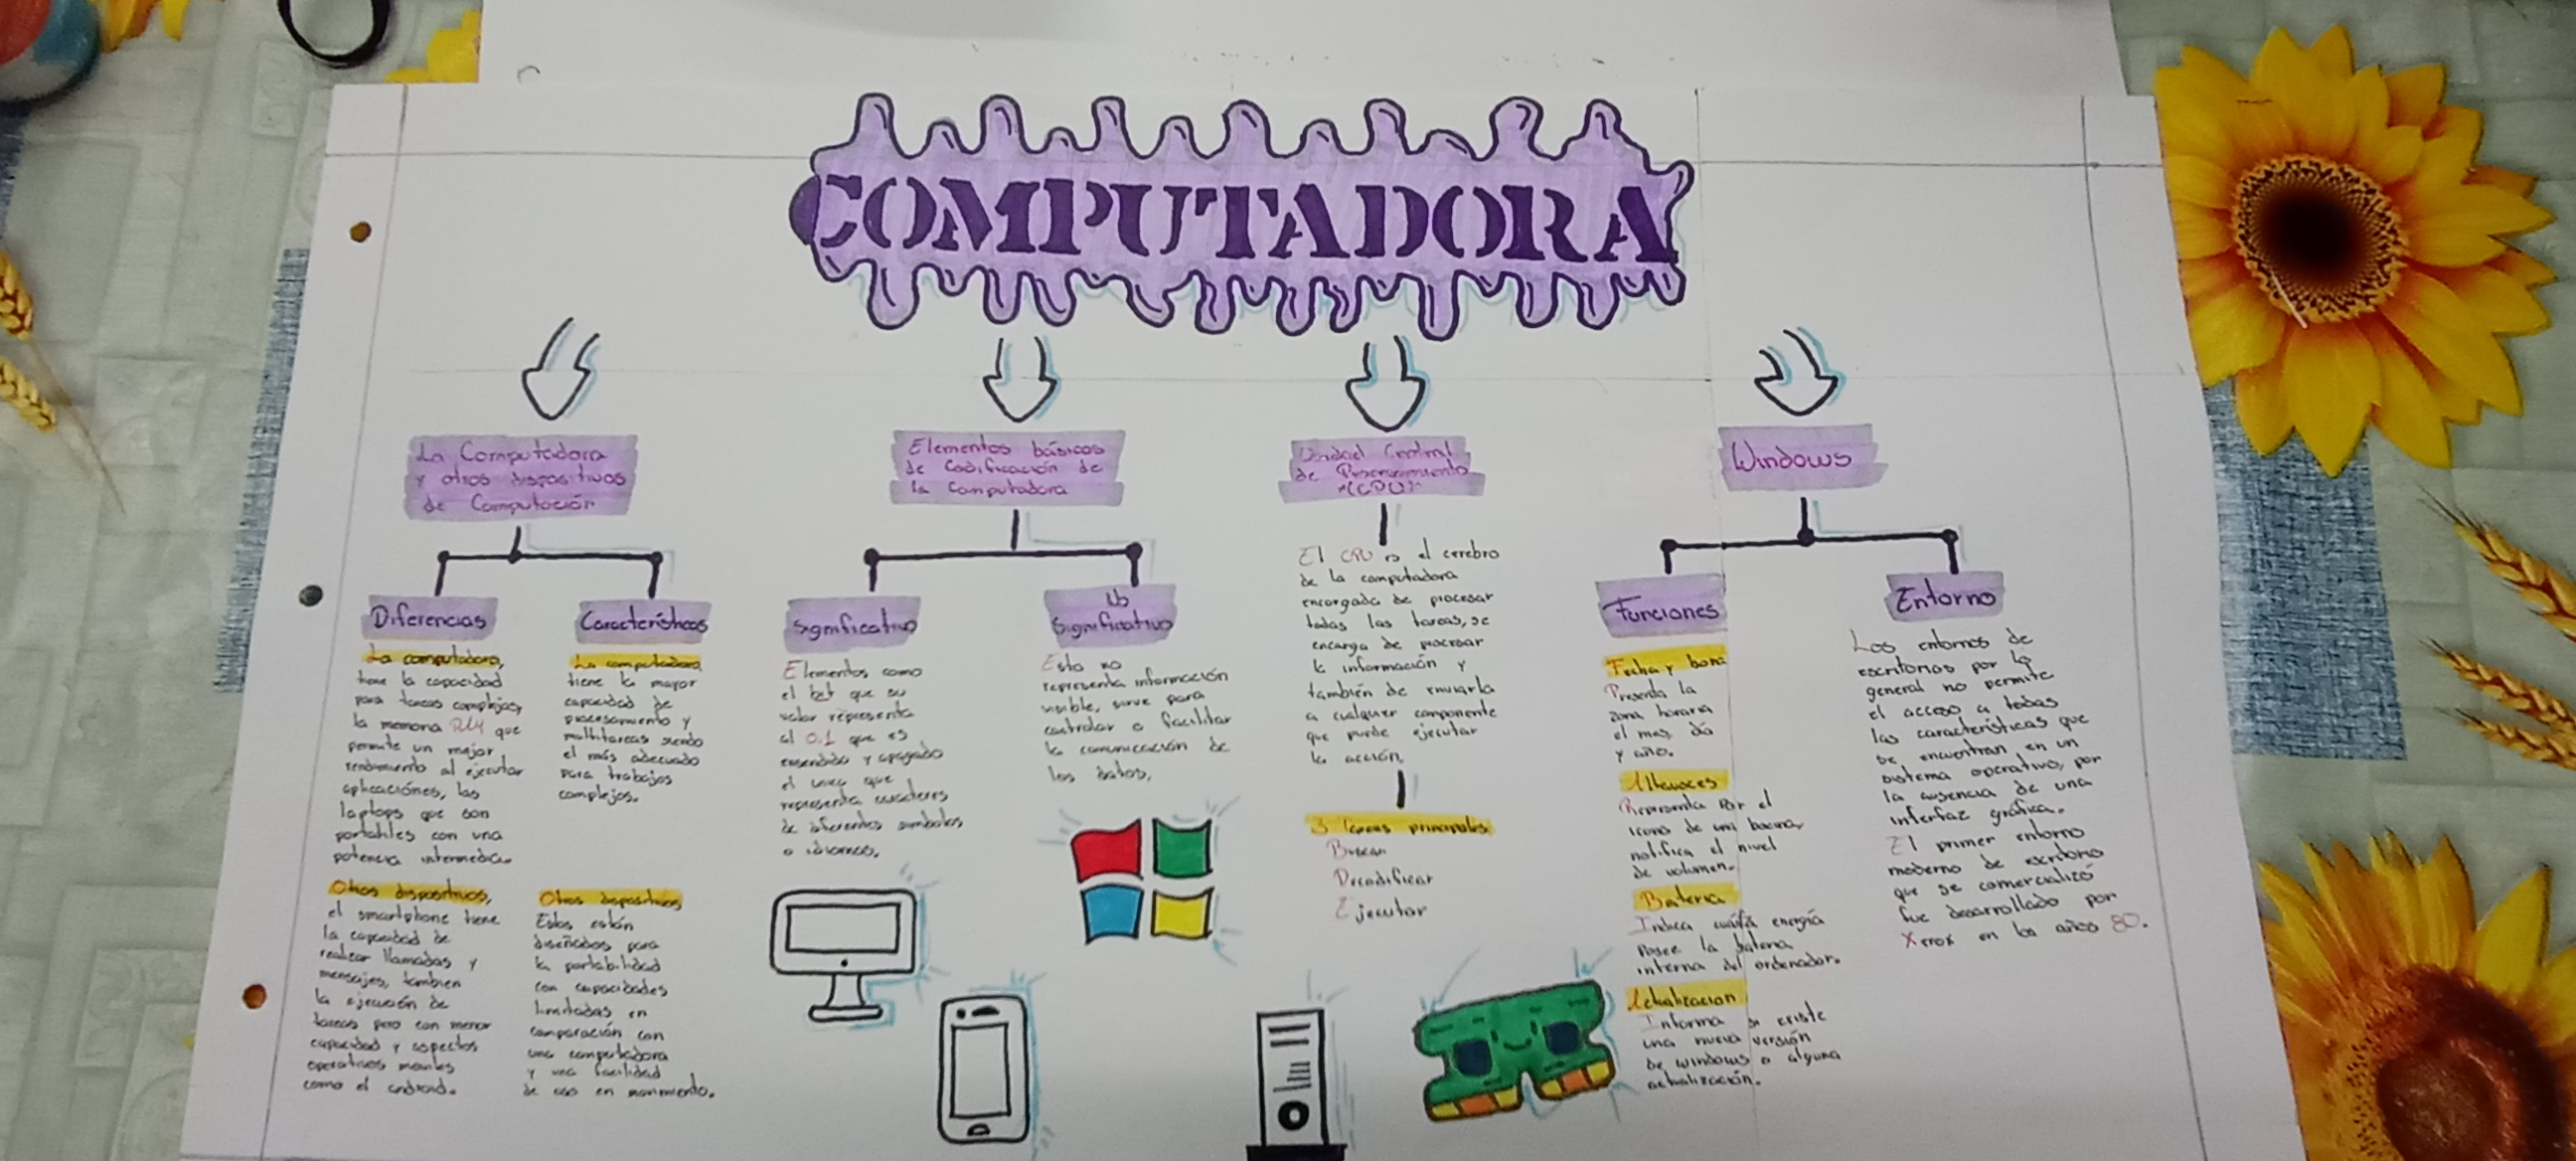 COMPUTADORA
La Computadora
y otros dispositivos
de Computación
Diferencias
La computadora,
tiene la capacidad
para tareas complejas,
la memoria RAM que
permite un mejor
rendimiento al ejecutar
aplicaciónes, las
laptops que son
portatiles con una
potencia intermedia.
Otros dispositivos,
el smartphone tiene
la capacidad de
realizar llamadas y
mensajes, tambien
la ejecución de
tareas pero con menor
capacidad y aspectos
operativos moviles
como el android.
Características
La computadora
tiene la mayor
capacidad de
procesamiento y
multitareas siendo
el más adecuado
para trabajos
complejos.
Otros dispositivos
Estos están
diseñados para
la portabilidad
con capacidades
limitadas en
comparación con
una computadora
y una facilidad
de uso en movimiento.
Elementos básicos
de Codificación de
la Computadora
Significativo
Elementos como
el bit que su
valor representa
el 0,1 que es
encendido y apagado
el que
representa caracteres
de diferentes simbolos
o idiomas.
No
Significativo
Esto no
representa información
visible, sirve para
controlar o facilitar
la comunicación de
los datos.
Unidad Central
de Procesamiento
"(CPU)"
El CPU es el cerebro
de la computadora
encargada de procesar
todas las tareas, se
encarga de procesar
la información y
también de enviarla
a cualquier componente
que puede ejecutar
la acción,
3 Tareas principales
Buscar
Decodificar
Ejecutar
Windows
Funciones
Fecha y hora
Presenta la
zona horaria
el mes, día
y año.
Altavoces
Representa por el
icono de una bocina,
notifica el nivel
de volumen.
Bateria
Indica cuánta energía
posee la bateria
interna del ordenador.
Actualizacion
Informa si existe
una nueva versión
de windows o alguna
actualización.
Entorno
Los entornos de
escritorios por lo
general no permite
el acceso a todas
las características que
se encuentran en un
sistema operativo, por
la ausencia de una
interfaz gráfica.
El primer entorno
moderno de escritorio
que se comercializó
fue desarrollado por
Xerox en los años 80.